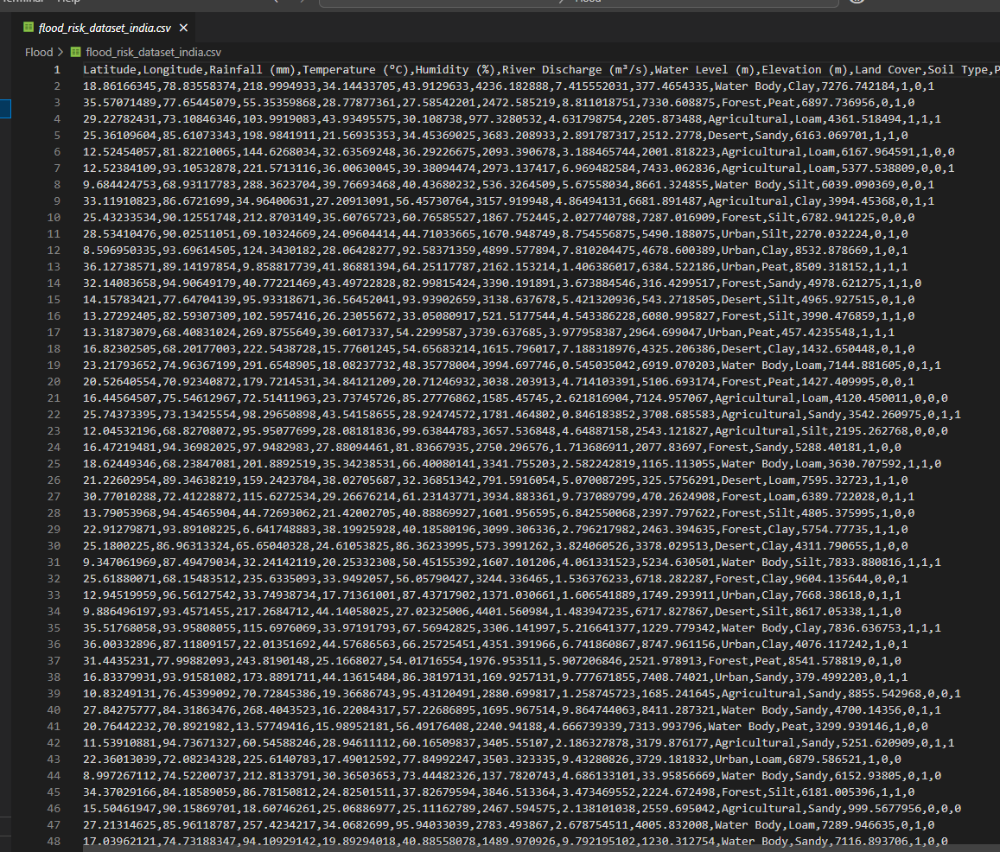 Help
flood_risk_dataset_india.csv
Flood > flood_risk_dataset_india.csv
1 Latitude,Longitude,Rainfall (mm),Temperature (°C),Humidity (%),River Discharge (m³/s),Water Level (m),Elevation (m),Land Cover,Soil Type,P
2 18.86166345,78.83558374,218.9994933,34.14433705,43.9129633,4236.182888,7.415552031,377.4654335,Water Body,Clay,7276.742184,1,0,1
3 35.57071489,77.65445079,55.35359868,28.77877361,27.58542201,2472.585219,8.811018751,7330.608875,Forest,Peat,6897.736956,0,1,0
4 29.22782431,73.10846346,103.9919083,43.93495575,30.108738,977.3280532,4.631798754,2205.873488,Agricultural,Loam,4361.518494,1,1,1
5 25.36109604,85.61073343,198.9841911,21.56935353,34.45369025,3683.208933,2.891787317,2512.2778,Desert,Sandy,6163.069701,1,1,0
6 12.52454057,81.82210065,144.6268034,32.63569248,36.29226675,2093.390678,3.188465744,2001.818223,Agricultural,Loam,6167.964591,1,0,0
7 12.52384109,93.10532878,221.5713116,36.00630045,39.38094474,2973.137417,6.969482584,7433.062836,Agricultural,Loam,5377.538809,0,0,1
8 9.684424753,68.93117783,288.3623704,39.76693468,40.43680232,536.3264509,5.67558034,8661.324855,Water Body,Silt,6039.090369,0,0,1
9 33.11910823,86.6721699,34.96400631,27.20913091,56.45730764,3157.919948,4.86494131,6681.891487,Agricultural,Clay,3994.45368,0,1,1
10 25.43233534,90.12551748,212.8703149,35.60765723,60.76585527,1867.752445,2.027740788,7287.016909,Forest,Silt,6782.941225,0,0,0
11 28.53410476,90.02511051,69.10324669,24.09604414,44.71033665,1670.948749,8.754556875,5490.188075,Urban,Silt,2270.032224,0,1,0
12 8.596950335,93.69614505,124.3430182,28.06428277,92.58371359,4899.577894,7.810204475,4678.600389,Urban,Clay,8532.878669,1,0,1
13 36.12738571,89.14197854,9.858817739,41.86881394,64.25117787,2162.153214,1.406386017,6384.522186,Urban,Peat,8509.318152,1,1,1
14 32.14083658,94.90649179,40.77221469,43.49722828,82.99815424,3390.191891,3.673884546,316.4299517,Forest,Sandy,4978.621275,1,1,0
15 14.15783421,77.64704139,95.93318671,36.56452041,93.93902659,3138.637678,5.421320936,543.2718505,Desert,Silt,4965.927515,0,1,0
16 13.27292405,82.59307309,102.5957416,26.23055672,33.05080917,521.5177544,4.543386228,6080.995827,Forest,Silt,3990.476859,1,1,0
17 13.31873079,68.40831024,269.8755649,39.6017337,54.2299587,3739.637685,3.977958387,2964.699047,Urban,Peat,457.4235548,1,1,1
18 16.82302505,68.20177003,222.5438728,15.77601245,54.65683214,1615.796017,7.188318976,4325.206386,Desert,Clay,1432.650448,0,1,0
19 23.21793652,74.96367199,291.6548905,18.08237732,48.35778004,3994.697746,0.545035042,6919.070203,Water Body,Loam,7144.881605,0,1,1
20 20.52640554,70.92340872,179.7214531,34.84121209,20.71246932,3038.203913,4.714103391,5106.693174,Forest,Peat,1427.409995,0,0,1
21 16.44564507,75.54612967,72.51411963,23.73745726,85.27776862,1585.45745,2.621816904,7124.957067,Agricultural,Loam,4120.450011,0,0,0
22 25.74373395,73.13425554,98.29650898,43.54158655,28.92474572,1781.464802,0.846183852,3708.685583,Agricultural,Sandy,3542.260975,0,1,1
23 12.04532196,68.82708072,95.95077699,28.08181836,99.63844783,3657.536848,4.64887158,2543.121827,Agricultural,Silt,2195.262768,0,0,0
24 16.47219481,94.36982025,97.9482983,27.88094461,81.83667935,2750.296576,1.713686911,2077.83697,Forest,Sandy,5288.40181,1,0,0
25 18.62449346,68.23847081,201.8892519,35.34238531,66.40080141,3341.755203,2.582242819,1165.113055,Water Body,Loam,3630.707592,1,1,0
26 21.22602954,89.34638219,159.2423784,38.02705687,32.36851342,791.5916054,5.070087295,325.5756291,Desert,Loam,7595.32723,1,1,0
27 30.77010288,72.41228872,115.6272534,29.26676214,61.23143771,3934.883361,9.737089799,470.2624908,Forest,Loam,6389.722028,0,1,1
28 13.79053968,94.45465904,44.72693062,21.42002705,40.88869927,1601.956595,6.842550068,2397.797622,Forest,Silt,4805.375995,1,0,0
29 22.91279871,93.89108225,6.641748883,38.19925928,40.18580196,3099.306336,2.796217982,2463.394635,Forest,Clay,5754.77735,1,1,0
30 25.1800225,86.96313324,65.65040328,24.61053825,86.36233995,573.3991262,3.824060526,3378.029513,Desert,Clay,4311.790655,1,0,0
31 9.347061969,87.49479034,32.24142119,20.25332308,50.45155392,1607.101206,4.061331523,5234.630501,Water Body,Silt,7833.880816,1,1,1
32 25.61880071,68.15483512,235.6335093,33.9492057,56.05790427,3244.336465,1.536376233,6718.282287,Forest,Clay,9604.135644,0,0,1
33 12.94519959,96.56127542,33.74938734,17.71361001,87.43717902,1371.030661,1.606541889,1749.293911,Urban,Clay,7668.38618,0,1,1
34 9.886496197,93.4571455,217.2684712,44.14058025,27.02325006,4401.560984,1.483947235,6717.827867,Desert,Silt,8617.05338,1,1,0
35 35.51768058,93.95808055,115.6976069,33.97191793,67.56942825,3306.141997,5.216641377,1229.779342,Water Body,Clay,7836.636753,1,1,1
36 36.00332896,87.11809157,22.01351692,44.57686563,66.25725451,4351.391966,6.741860867,8747.961156,Urban,Clay,4076.117242,1,0,1
37 31.4435231,77.99882093,243.8190148,25.1668027,54.01716554,1976.953511,5.907206846,2521.978913,Forest,Peat,8541.578819,0,1,0
38 16.83379931,93.91581082,173.8891711,44.13615484,86.38197131,169.9257131,9.777671855,7408.74021,Urban,Sandy,379.4992203,0,1,1
39 10.83249131,76.45399092,70.72845386,19.36686743,95.43120491,2880.699817,1.258745723,1685.241645,Agricultural,Sandy,8855.542968,0,0,1
40 27.84275777,84.31863476,268.4043523,16.22084317,57.22686895,1695.967514,9.864744063,8411.287321,Water Body,Sandy,4700.14356,0,1,1
41 20.76442232,70.8921982,13.57749416,15.98952181,56.49176408,2240.94188,4.666739339,7313.993796,Water Body,Peat,3299.939146,1,0,0
42 11.53910881,94.73671327,60.54588246,28.94611112,60.16509837,3405.55107,2.186327878,3179.876177,Agricultural,Sandy,5251.620909,0,1,1
43 22.36013039,72.08234328,225.6140783,17.49012592,77.84992247,3503.323335,9.43280826,3729.181832,Urban,Loam,6879.586521,1,0,0
44 8.997267112,74.52200737,212.8133791,30.36503653,73.44482326,137.7820743,4.686133101,33.95856669,Water Body,Sandy,6152.93805,0,1,0
45 34.37029166,84.18589059,86.78150812,24.82501511,37.82679594,3846.513364,3.473469552,2224.672498,Forest,Silt,6181.005396,1,1,0
46 15.50461947,90.15869701,18.60746261,25.06886977,25.11162789,2467.594575,2.138101038,2559.695042,Agricultural,Sandy,999.5677956,0,0,0
47 27.21314625,85.96118787,257.4234217,34.0682699,95.94033039,2783.493867,2.678754511,4005.832008,Water Body,Loam,7289.946635,0,1,0
48 17.03962121,74.73188347,94.10929142,19.89294018,40.88558078,1489.970926,9.792195102,1230.312754,Water Body,Sandy,7116.893706,1,0,0